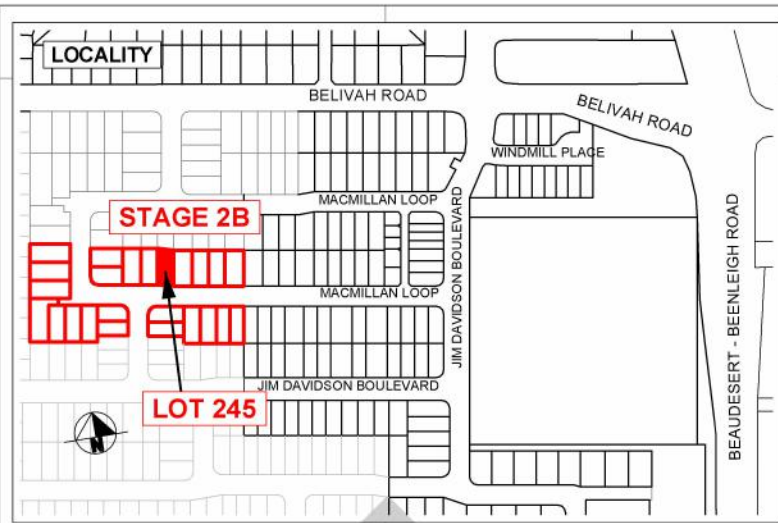 LOCALITY
BELIVAH ROAD
BELIVAH ROAD
WINDMILL PLACE
MACMILLAN LOOP
STAGE 2B
JIM DAVIDSON BOULEVARD
BEAUDESERT - BEENLEIGH ROAD
MACMILLAN LOOP
JIM DAVIDSON BOULEVARD
LOT 245
N